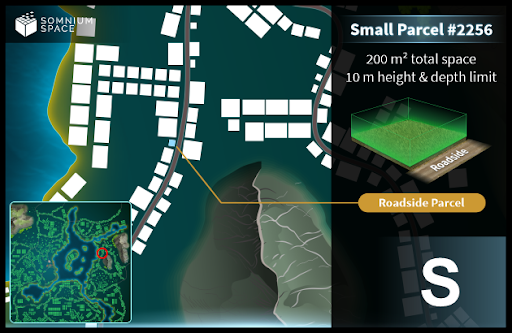 SOMNIUM
SPACE
Small Parcel #2256
200 m² total space
10 m height & depth limit
Roadside
Roadside Parcel
S